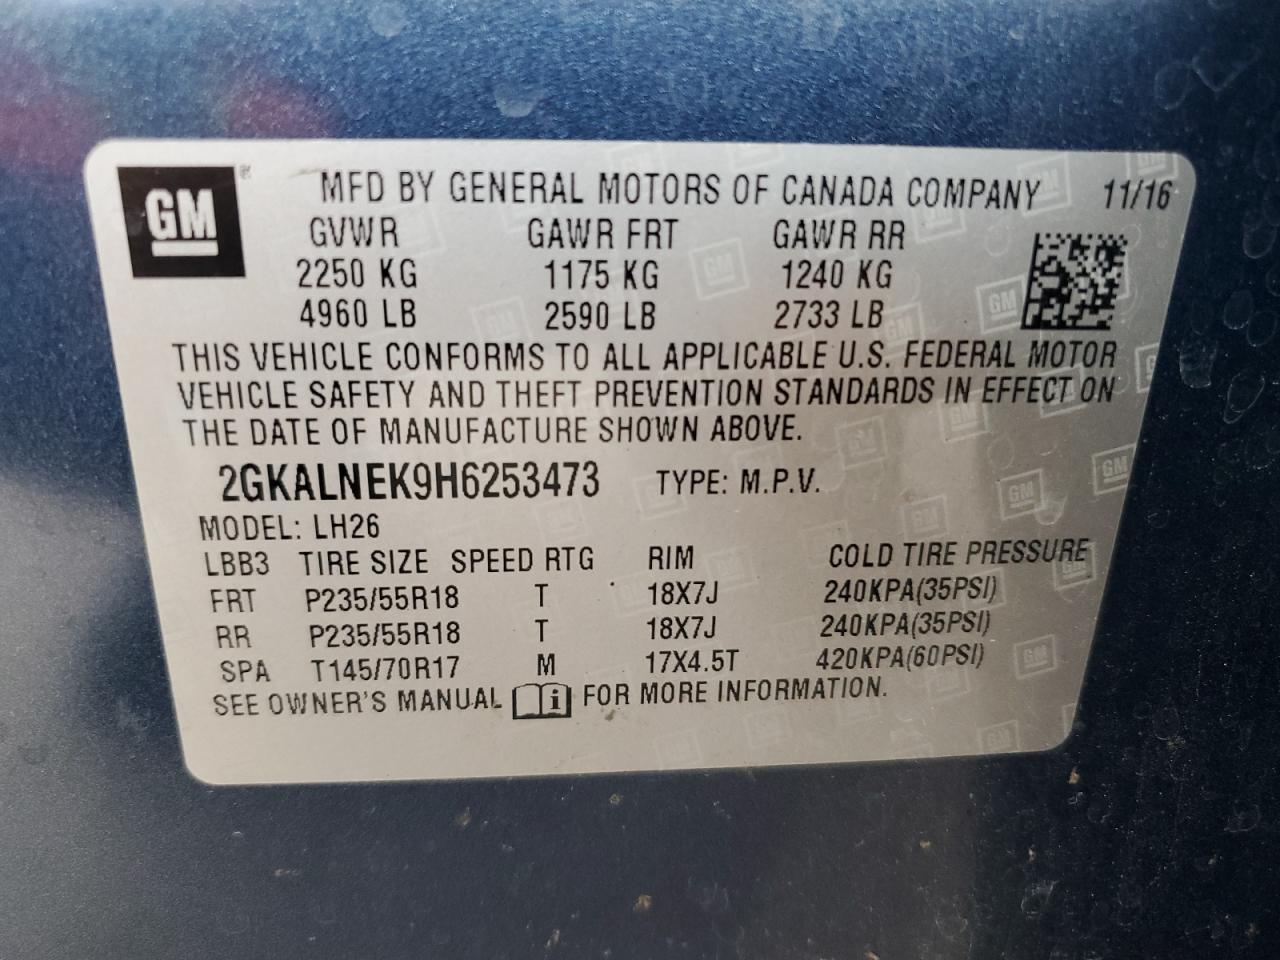 GM ®
MFD BY GENERAL MOTORS OF CANADA COMPANY 11/16
GVWR GAWR FRT GAWR RR
2250 KG 1175 KG 1240 KG
4960 LB 2590 LB 2733 LB
THIS VEHICLE CONFORMS TO ALL APPLICABLE U.S. FEDERAL MOTOR
VEHICLE SAFETY AND THEFT PREVENTION STANDARDS IN EFFECT ON
THE DATE OF MANUFACTURE SHOWN ABOVE.
2GKALNEK9H6253473 TYPE: M.P.V.
MODEL: LH26
LBB3 TIRE SIZE SPEED RTG RIM COLD TIRE PRESSURE
FRT P235/55R18 T 18X7J 240KPA(35PSI)
RR P235/55R18 T 18X7J 240KPA(35PSI)
SPA T145/70R17 M 17X4.5T 420KPA(60PSI)
SEE OWNER'S MANUAL i FOR MORE INFORMATION.